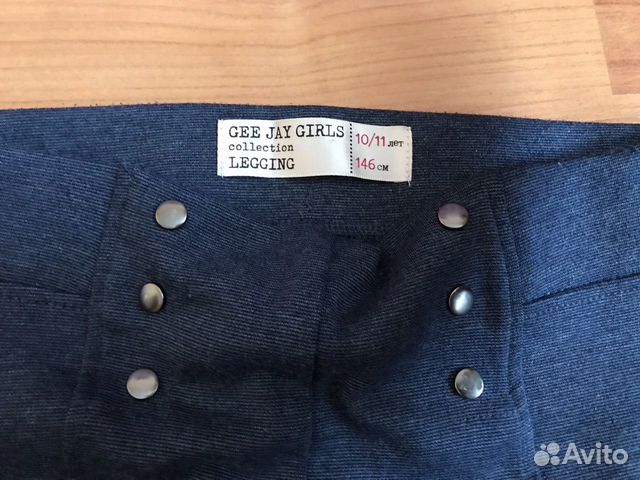 GEE JAY GIRLS
collection
LEGGING
10/11 лет
146 см
Avito